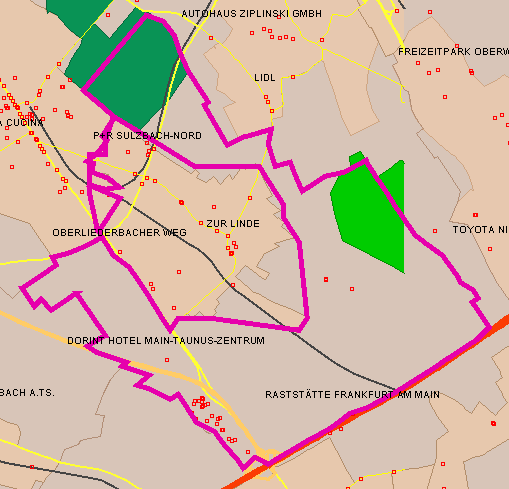 AUTOHAUS ZIPLINSKI GMBH
FREIZEITPARK OBERW
LIDL
A CUCINA
P+R SULZBACH-NORD
ZUR LINDE
OBERLIEDERBACHER WEG
TOYOTA NI
DORINT HOTEL MAIN-TAUNUS-ZENTRUM
BACH A.TS.
RASTSTÄTTE FRANKFURT AM MAIN